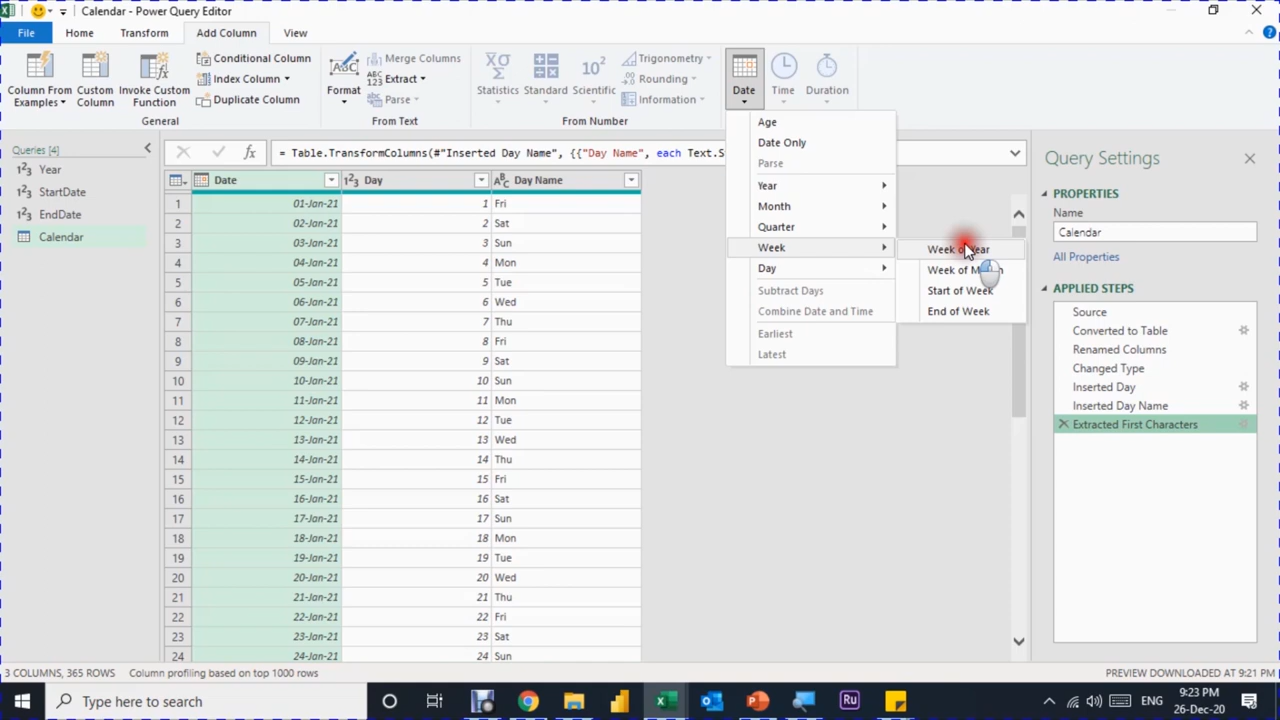 Calendar - Power Query Editor
File Home Transform Add Column View
Column From Examples
Custom Column
Invoke Custom Function
Conditional Column
Index Column
Duplicate Column
General
Format
ABC
Merge Columns
Extract
Parse
From Text
Statistics
Standard
Scientific
10²
Trigonometry
Rounding
Information
From Number
Date
Time
Duration
Age
Date Only
Parse
Year
Month
Quarter
Week
Day
Subtract Days
Combine Date and Time
Earliest
Latest
Week of Year
Start of Week
End of Week
Queries [4]
Year
StartDate
EndDate
Calendar
fx = Table.TransformColumns(#"Inserted Day Name", {{"Day Name", each Text.S
Date Day Day Name
1 01-Jan-21 1 Fri
2 02-Jan-21 2 Sat
3 03-Jan-21 3 Sun
4 04-Jan-21 4 Mon
5 05-Jan-21 5 Tue
6 06-Jan-21 6 Wed
7 07-Jan-21 7 Thu
8 08-Jan-21 8 Fri
9 09-Jan-21 9 Sat
10 10-Jan-21 10 Sun
11 11-Jan-21 11 Mon
12 12-Jan-21 12 Tue
13 13-Jan-21 13 Wed
14 14-Jan-21 14 Thu
15 15-Jan-21 15 Fri
16 16-Jan-21 16 Sat
17 17-Jan-21 17 Sun
18 18-Jan-21 18 Mon
19 19-Jan-21 19 Tue
20 20-Jan-21 20 Wed
21 21-Jan-21 21 Thu
22 22-Jan-21 22 Fri
23 23-Jan-21 23 Sat
24 24-Jan-21 24 Sun
Query Settings
PROPERTIES
Name
Calendar
All Properties
APPLIED STEPS
Source
Converted to Table
Renamed Columns
Changed Type
Inserted Day
Inserted Day Name
Extracted First Characters
3 COLUMNS, 365 ROWS Column profiling based on top 1000 rows
PREVIEW DOWNLOADED AT 9:21 PM
Type here to search
Ru
ENG
9:23 PM
26-Dec-20